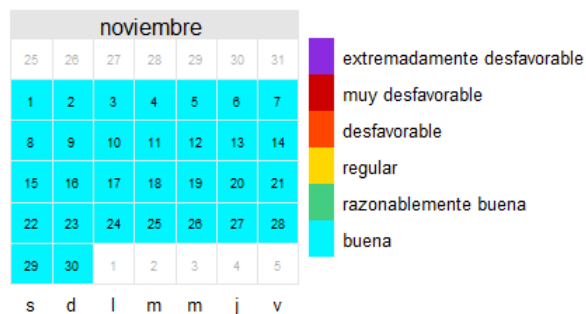 noviembre
25 26 27 28 29 30 31
1 2 3 4 5 6 7
8 9 10 11 12 13 14
15 16 17 18 19 20 21
22 23 24 25 26 27 28
29 30 1 2 3 4 5
s d l m m j v
extremadamente desfavorable
muy desfavorable
desfavorable
regular
razonablemente buena
buena